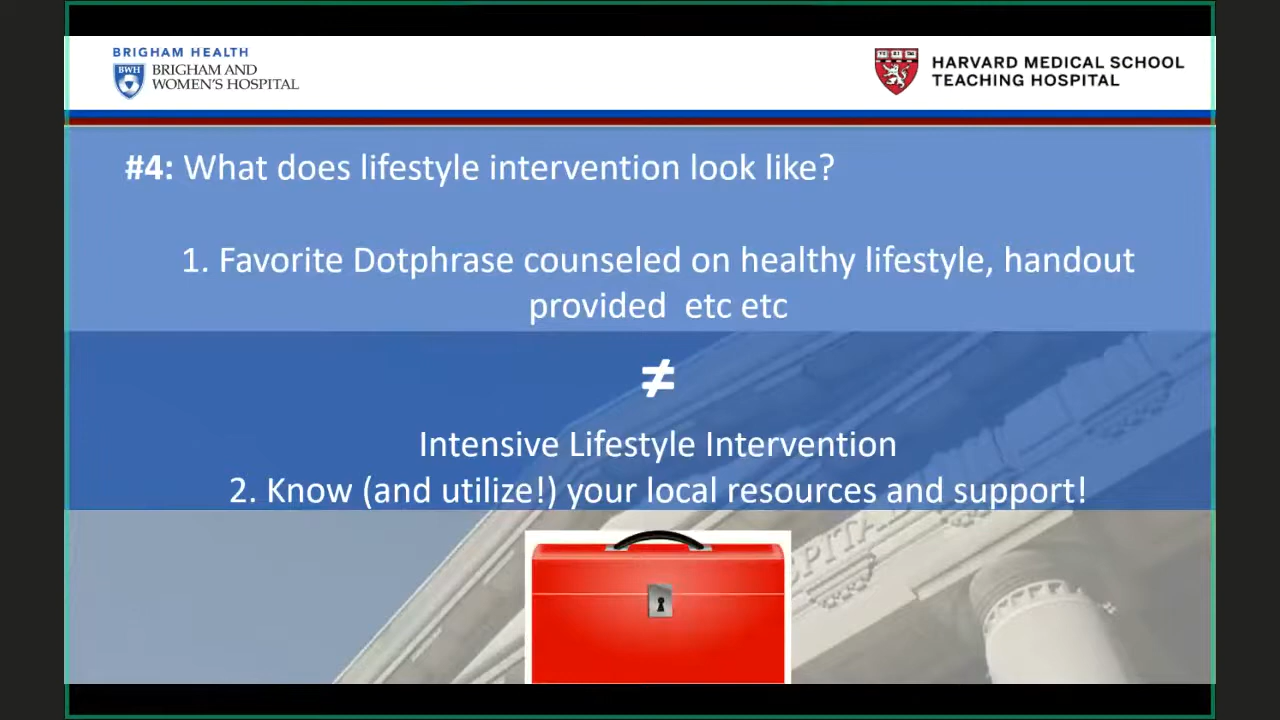 BRIGHAM HEALTH
BWH
BRIGHAM AND
WOMEN'S HOSPITAL
HARVARD MEDICAL SCHOOL
TEACHING HOSPITAL
#4: What does lifestyle intervention look like?
1. Favorite Dotphrase counseled on healthy lifestyle, handout
provided  etc etc
≠
Intensive Lifestyle Intervention
2. Know (and utilize!) your local resources and support!